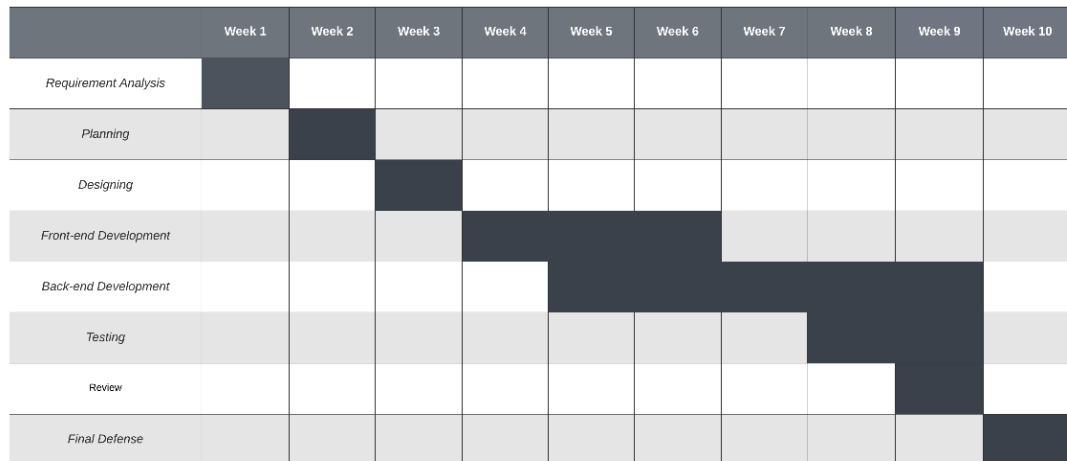 Week 1 Week 2 Week 3 Week 4 Week 5 Week 6 Week 7 Week 8 Week 9 Week 10
Requirement Analysis
Planning
Designing
Front-end Development
Back-end Development
Testing
Review
Final Defense